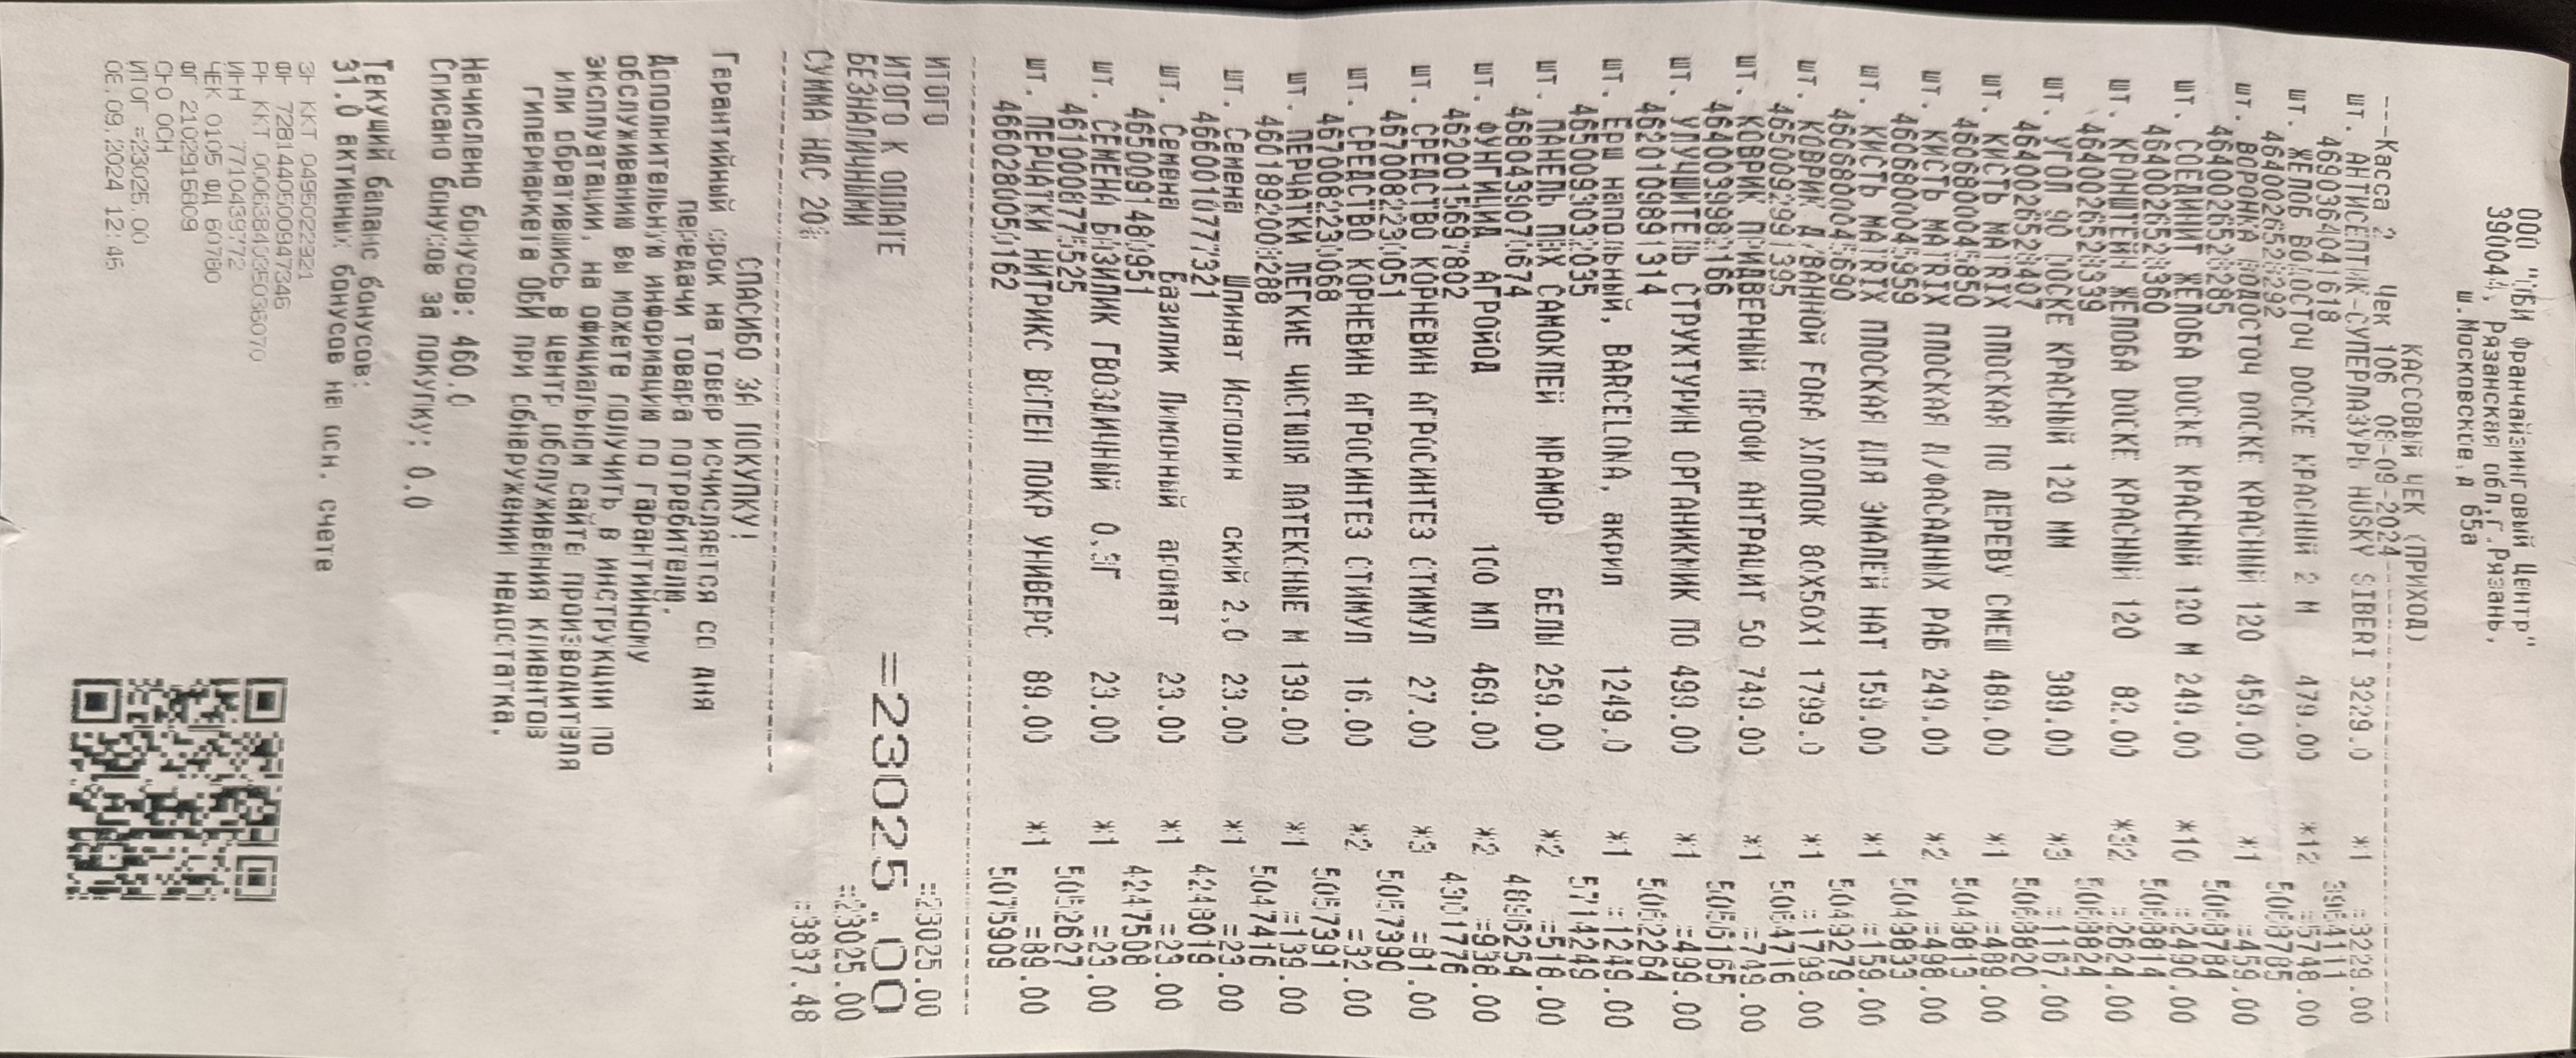 ООО "ОБИ Франчайзинговый Центр"
390044, Рязанская обл,г.Рязань,
ш.Московское,д 65а
КАССОВЫЙ ЧЕК (ПРИХОД)
---Касса 2 Чек 106 06-09-2024---
шт. АНТИСЕПТИК-СУПЕРЛАЗУРЬ HUSKY SIBERI 3229.0 *1 =3229.00
4690364041618
шт. ЖЕЛОБ ВОДОСТОЧ DOCKE КРАСНЫЙ 2 М 479.00 *12 =5748.00
4640026528292 5063785
шт. ВОРОНКА ВОДОСТОЧ DOCKE КРАСНЫЙ 120 459.00 *1 =459.00
4640026528285 5063784
шт. СОЕДИНИТ ЖЕЛОБА DOCKE КРАСНЫЙ 120 М 249.00 *10 =2490.00
4640026528360 5063814
шт. КРОНШТЕЙН ЖЕЛОБА DOCKE КРАСНЫЙ 120 82.00 *32 =2624.00
4640026528339 5063824
шт. УГОЛ 90 DOCKE КРАСНЫЙ 120 ММ 389.00 *3 =1167.00
4640026528407 5063820
шт. КИСТЬ MATRIX ПЛОСКАЯ ПО ДЕРЕВУ СМЕШ 489.00 *1 =489.00
4606800045850 5049813
шт. КИСТЬ MATRIX ПЛОСКАЯ Д/ФАСАДНЫХ РАБ 249.00 *2 =498.00
4606800045959 5049833
шт. КИСТЬ MATRIX ПЛОСКАЯ ДЛЯ ЭМАЛЕЙ НАТ 159.00 *1 =159.00
4606800045690 5049279
шт. КОВРИК Д/ВАННОЙ FORA ХЛОПОК 80X50X1 1799.0 *1 =1799.00
4650092991395 5064716
шт. КОВРИК ПРИДВЕРНЫЙ ПРОФИ АНТРАЦИТ 50 749.00 *1 =749.00
4640039982166 5056165
шт. УЛУЧШИТЕЛЬ СТРУКТУРИН ОРГАНИКМИК ПО 499.00 *1 =499.00
4620109891314 5052264
шт. ЕРШ напольный, BARCELONA, акрил 1249.0 *1 =1249.00
4650099302035 5714249
шт. ПАНЕЛЬ ПВХ САМОКЛЕЙ МРАМОР БЕЛЫ 259.00 *2 =518.00
4680439070674
шт. ФУНГИЦИД АГРОЙОД 100 МЛ 469.00 *2 =938.00
4620015697802 4901776
шт. СРЕДСТВО КОРНЕВИН АГРОСИНТЕЗ СТИМУЛ 27.00 *3 =81.00
4670082230051 5057390
шт. СРЕДСТВО КОРНЕВИН АГРОСИНТЕЗ СТИМУЛ 16.00 *2 =32.00
4670082230068 5057391
шт. ПЕРЧАТКИ ЛЕГКИЕ ЧИСТЮЛЯ ЛАТЕКСНЫЕ М 139.00 *1 =139.00
4601892006288 5047416
шт. Семена Шпинат Исполин ский 2,0 23.00 *1 =23.00
4660010777321 4249019
шт. Семена Базилик Лимонный аромат 23.00 *1 =23.00
4650091480951 4247508
шт. СЕМЕНА БАЗИЛИК ГВОЗДИЧНЫЙ 0,3Г 23.00 *1 =23.00
4610008775525 5052627
шт. ПЕРЧАТКИ НИТРИКС ВСПЕН ПОКР УНИВЕРС 89.00 *1 =89.00
4660280050162 5075909
ИТОГО =23025.00
ИТОГО К ОПЛАТЕ =23025.00
БЕЗНАЛИЧНЫМИ =23025.00
СУММА НДС 20% =3837.48
СПАСИБО ЗА ПОКУПКУ!
Гарантийный срок на товар исчисляется со дня
передачи товара потребителю.
Дополнительную информацию по гарантийному
обслуживанию вы можете получить в инструкции по
эксплуатации, на официальном сайте производителя
или обратившись в центр обслуживания клиентов
гипермаркета ОБИ при обнаружении недостатка.
Начислено бонусов: 460.0
Списано бонусов за покупку: 0.0
Текущий баланс бонусов:
31.0 активных бонусов на осн. счете
ЗН ККТ 0495022921
ФН 7281440500947346
РН ККТ 0006384035036070
ИНН 7710439772
ЧЕК 0105 ФД 60780
ФП 2102915809
СНО ОСН
ИТОГ =23025.00
06.09.2024 12:45